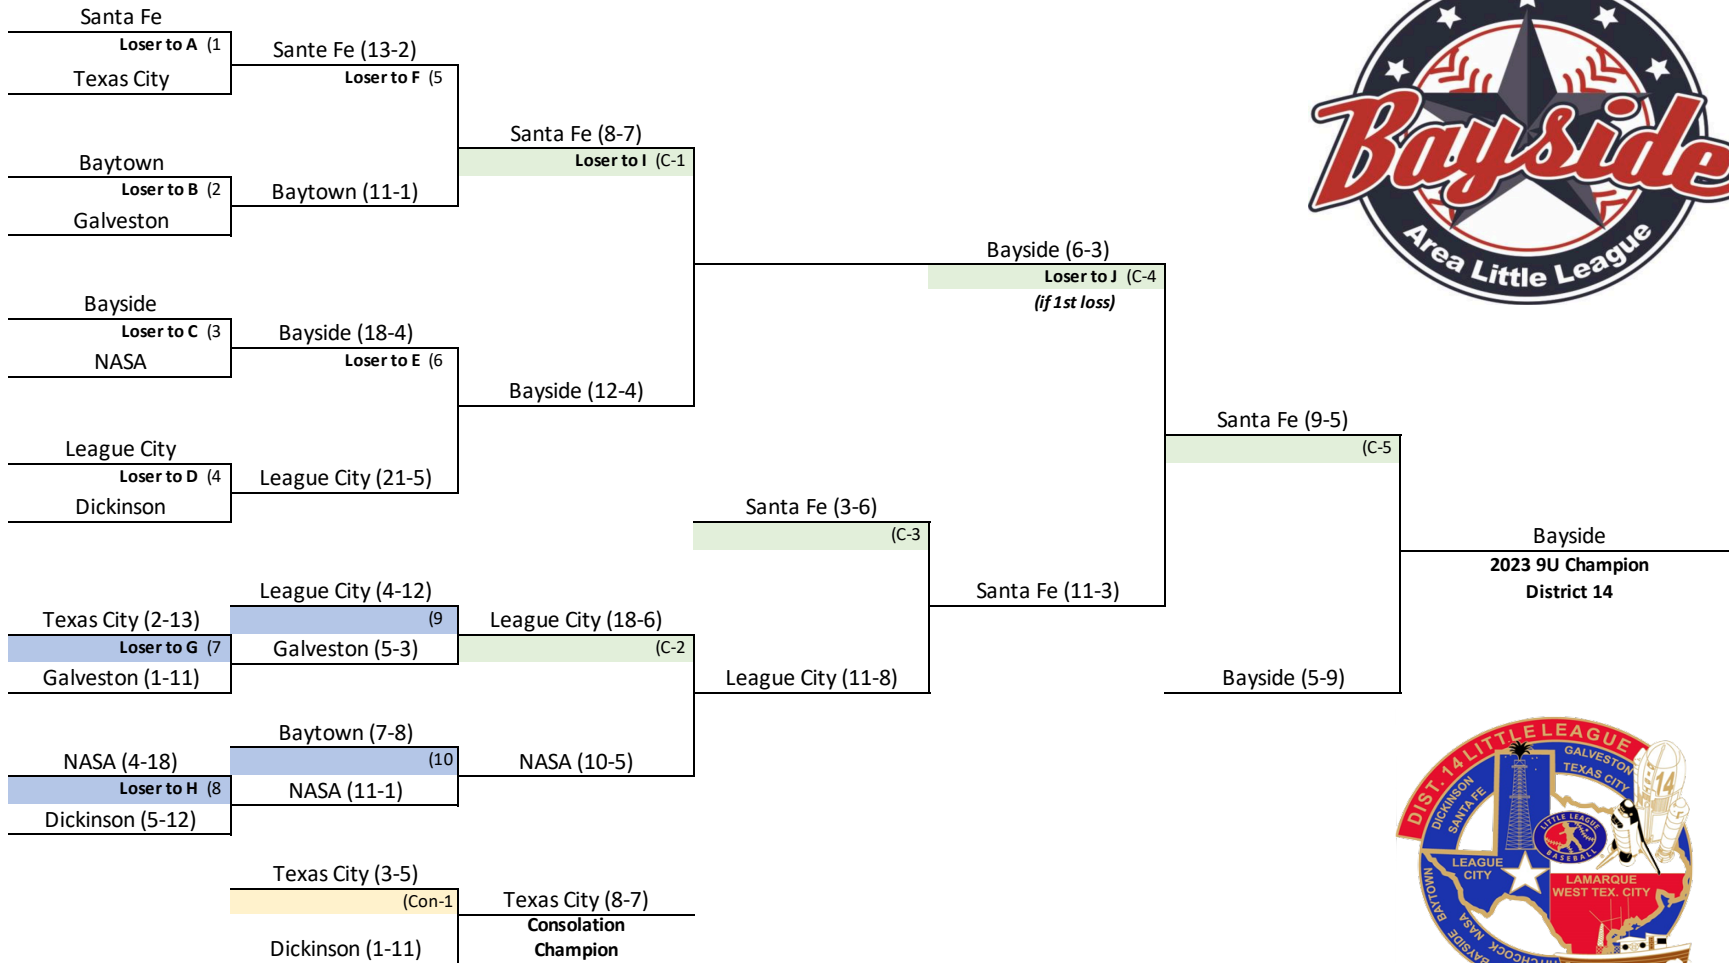 Santa Fe
Loser to A (1
Texas City
Sante Fe (13-2)
Loser to F (5
Baytown
Loser to B (2
Galveston
Baytown (11-1)
Santa Fe (8-7)
Loser to I (C-1
Bayside
Loser to C (3
NASA
Bayside (18-4)
Loser to E (6
League City
Loser to D (4
Dickinson
League City (21-5)
Bayside (12-4)
Bayside (6-3)
Loser to J (C-4
(if 1st loss)
Texas City (2-13)
Loser to G (7
Galveston (1-11)
League City (4-12)
(9
Galveston (5-3)
League City (18-6)
(C-2
NASA (4-18)
Loser to H (8
Dickinson (5-12)
Baytown (7-8)
(10
NASA (11-1)
NASA (10-5)
Santa Fe (3-6)
(C-3
League City (11-8)
Santa Fe (11-3)
Santa Fe (9-5)
(C-5
Bayside (5-9)
Bayside
2023 9U Champion
District 14
Texas City (3-5)
(Con-1
Dickinson (1-11)
Texas City (8-7)
Consolation
Champion
Bayside
Area Little League
DIST. 14 LITTLE LEAGUE
DICKINSON
SANTA FE
GALVESTON
TEXAS CITY
14
LITTLE LEAGUE
BASEBALL
LEAGUE
CITY
LAMARQUE
WEST TEX. CITY
BAYTOWN
BAYSIDE
NASA